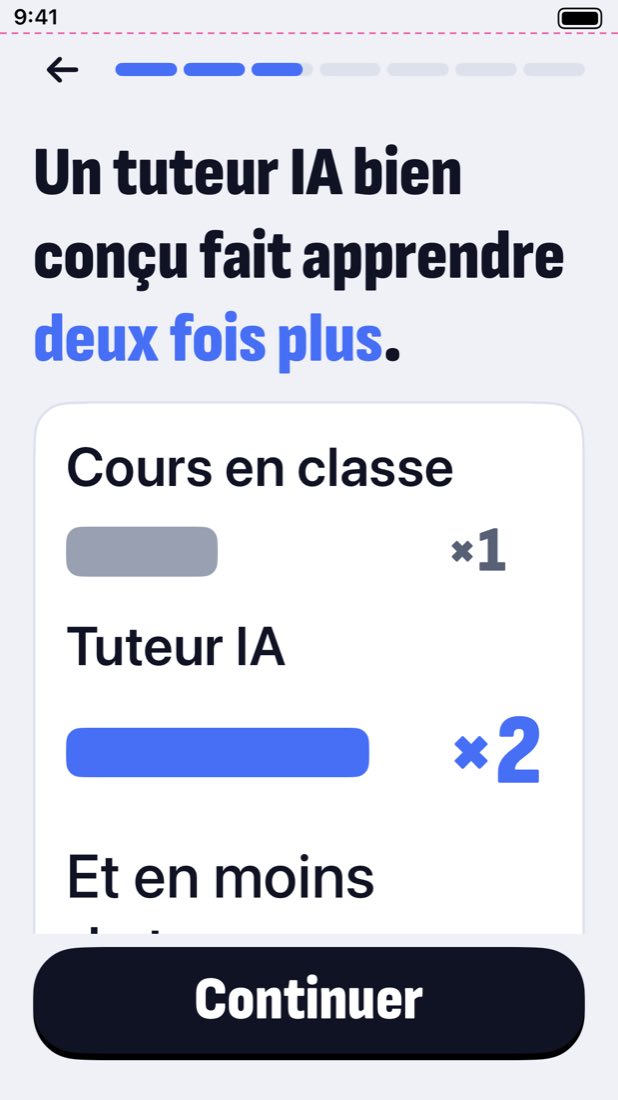 9:41
Un tuteur IA bien
conçu fait apprendre
deux fois plus.
Cours en classe
×1
Tuteur IA
×2
Et en moins
Continuer